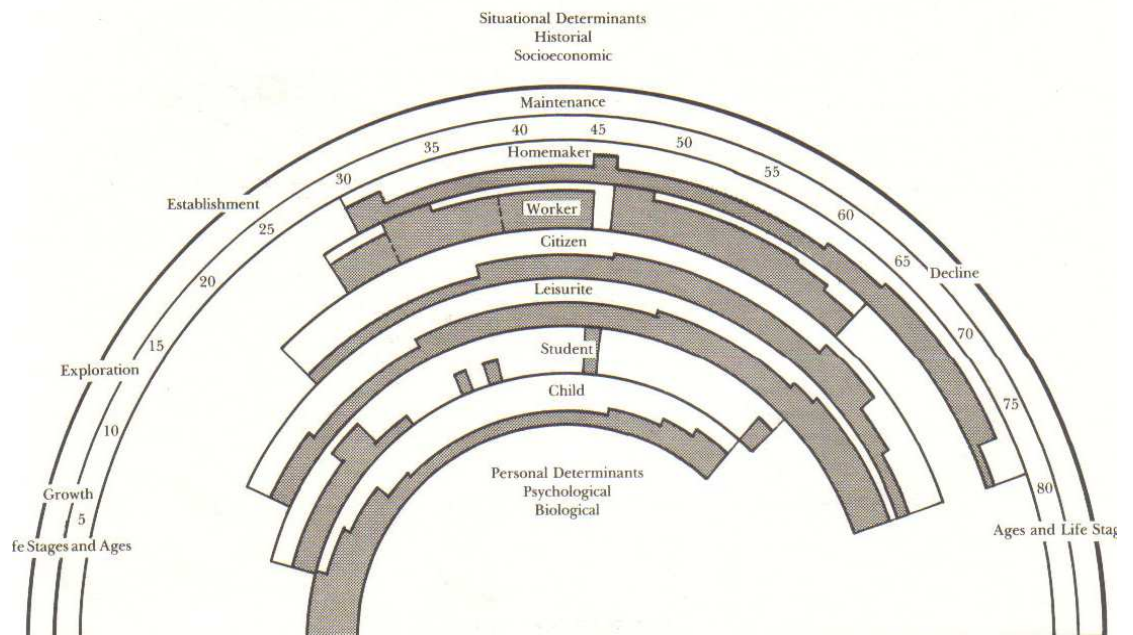 Situational Determinants
Historial
Socioeconomic
Maintenance
40
45
35
50
Homemaker
30
55
Establishment
25
Worker
60
Citizen
20
65
Decline
Leisurite
15
70
Student
Exploration
Child
75
10
Personal Determinants
Psychological
Biological
Growth
5
80
fe Stages and Ages
Ages and Life Stag